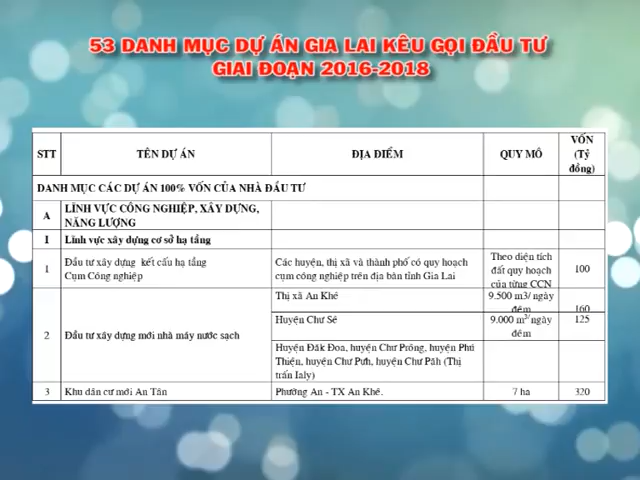 53 DANH MỤC DỰ ÁN GIA LAI KÊU GỌI ĐẦU TƯ
GIAI ĐOẠN 2016-2018
STT TÊN DỰ ÁN ĐỊA ĐIỂM QUY MÔ VỐN (Tỷ đồng)
DANH MỤC CÁC DỰ ÁN 100% VỐN CỦA NHÀ ĐẦU TƯ
A LĨNH VỰC CÔNG NGHIỆP, XÂY DỰNG,
NĂNG LƯỢNG
I Lĩnh vực xây dựng cơ sở hạ tầng
1 Đầu tư xây dựng kết cấu hạ tầng
Cụm Công nghiệp
Các huyện, thị xã và thành phố có quy hoạch
cụm công nghiệp trên địa bàn tỉnh Gia Lai
Theo diện tích
đất quy hoạch
của từng CCN
100
2 Đầu tư xây dựng mới nhà máy nước sạch
Thị xã An Khê
9.500 m3/ ngày
đêm
160
Huyện Chư Sê
9.000 m3/ ngày
đêm
125
Huyện Đăk Đoa, huyện Chư Prông, huyện Phú
Thiện, huyện Chư Pưh, huyện Chư Păh (Thị
trấn Ialy)
3 Khu dân cư mới An Tân Phường An - TX An Khê. 7 ha 320